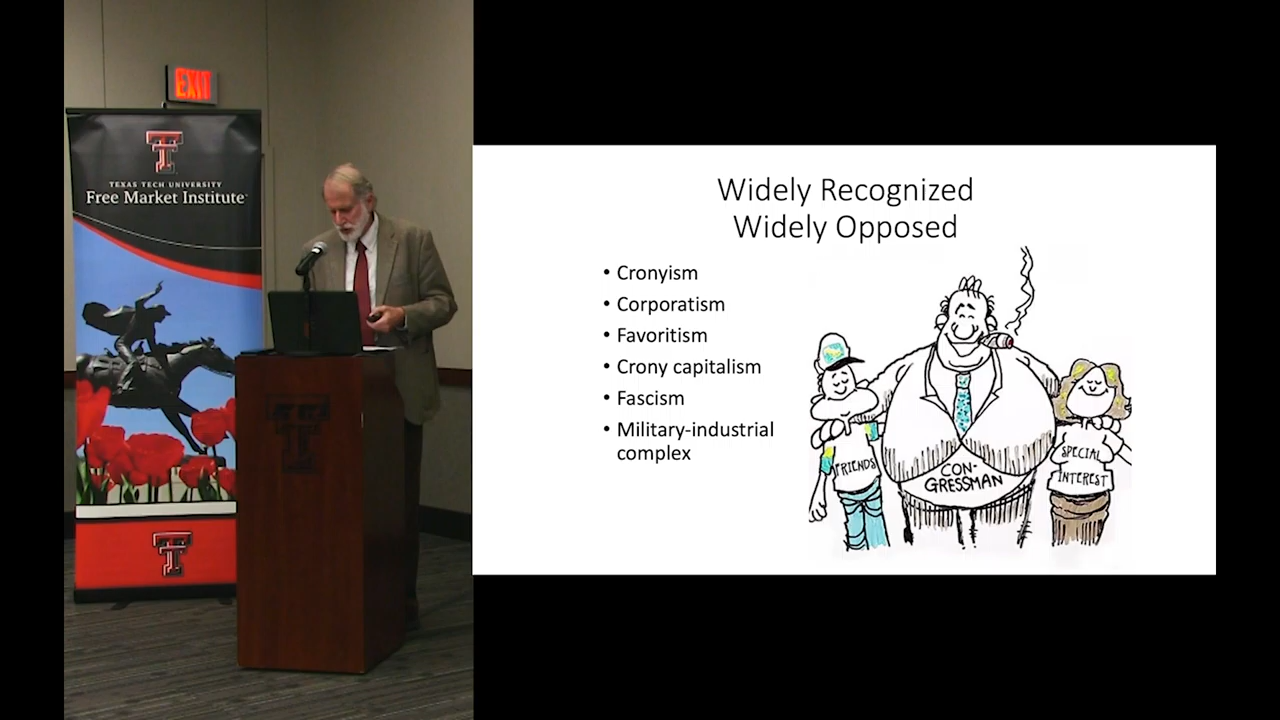 EXIT
TEXAS TECH UNIVERSITY
Free Market Institute
Widely Recognized
Widely Opposed
• Cronyism
• Corporatism
• Favoritism
• Crony capitalism
• Fascism
• Military-industrial
complex
FRIENDS
CON-
GRESSMAN
SPECIAL
INTEREST